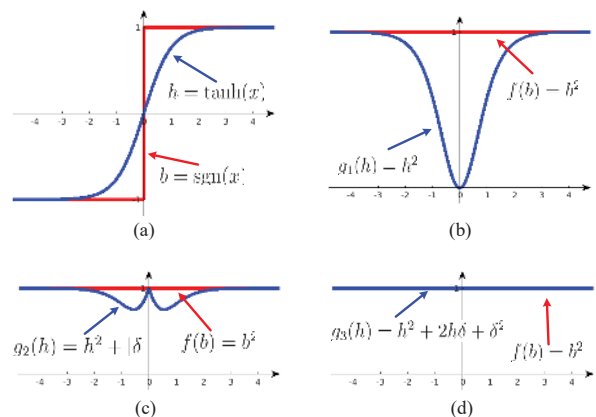 1
h = tanh(x)
-4 -3 -2 -1 0 1 2 3 4
b = sgn(x)
-1
(a)
1
f(b) = b²
g₁(h) = h²
-4 -3 -2 -1 0 1 2 3 4
(b)
1
g₂(h) = h² + |δ|
f(b) = b²
-4 -3 -2 -1 0 1 2 3 4
(c)
1
g₃(h) = h² + 2hδ + δ²
f(b) = b²
-4 -3 -2 -1 0 1 2 3 4
(d)